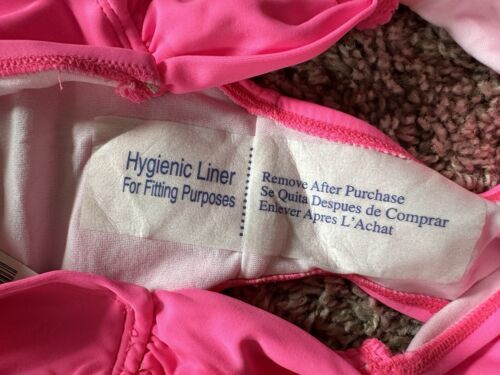 Hygienic Liner
For Fitting Purposes
Remove After Purchase
Se Quita Despues de Comprar
Enlever Apres L'Achat